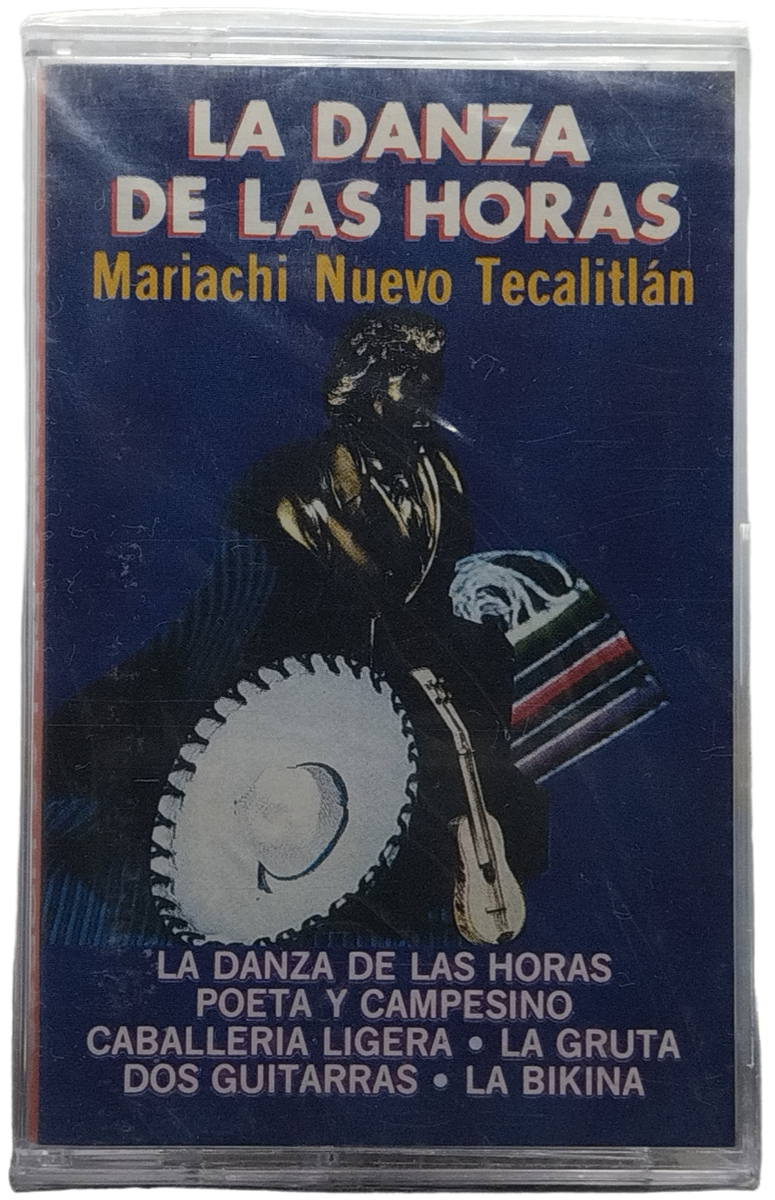 LA DANZA
DE LAS HORAS
Mariachi Nuevo Tecalitlán
LA DANZA DE LAS HORAS
POETA Y CAMPESINO
CABALLERIA LIGERA • LA GRUTA
DOS GUITARRAS • LA BIKINA